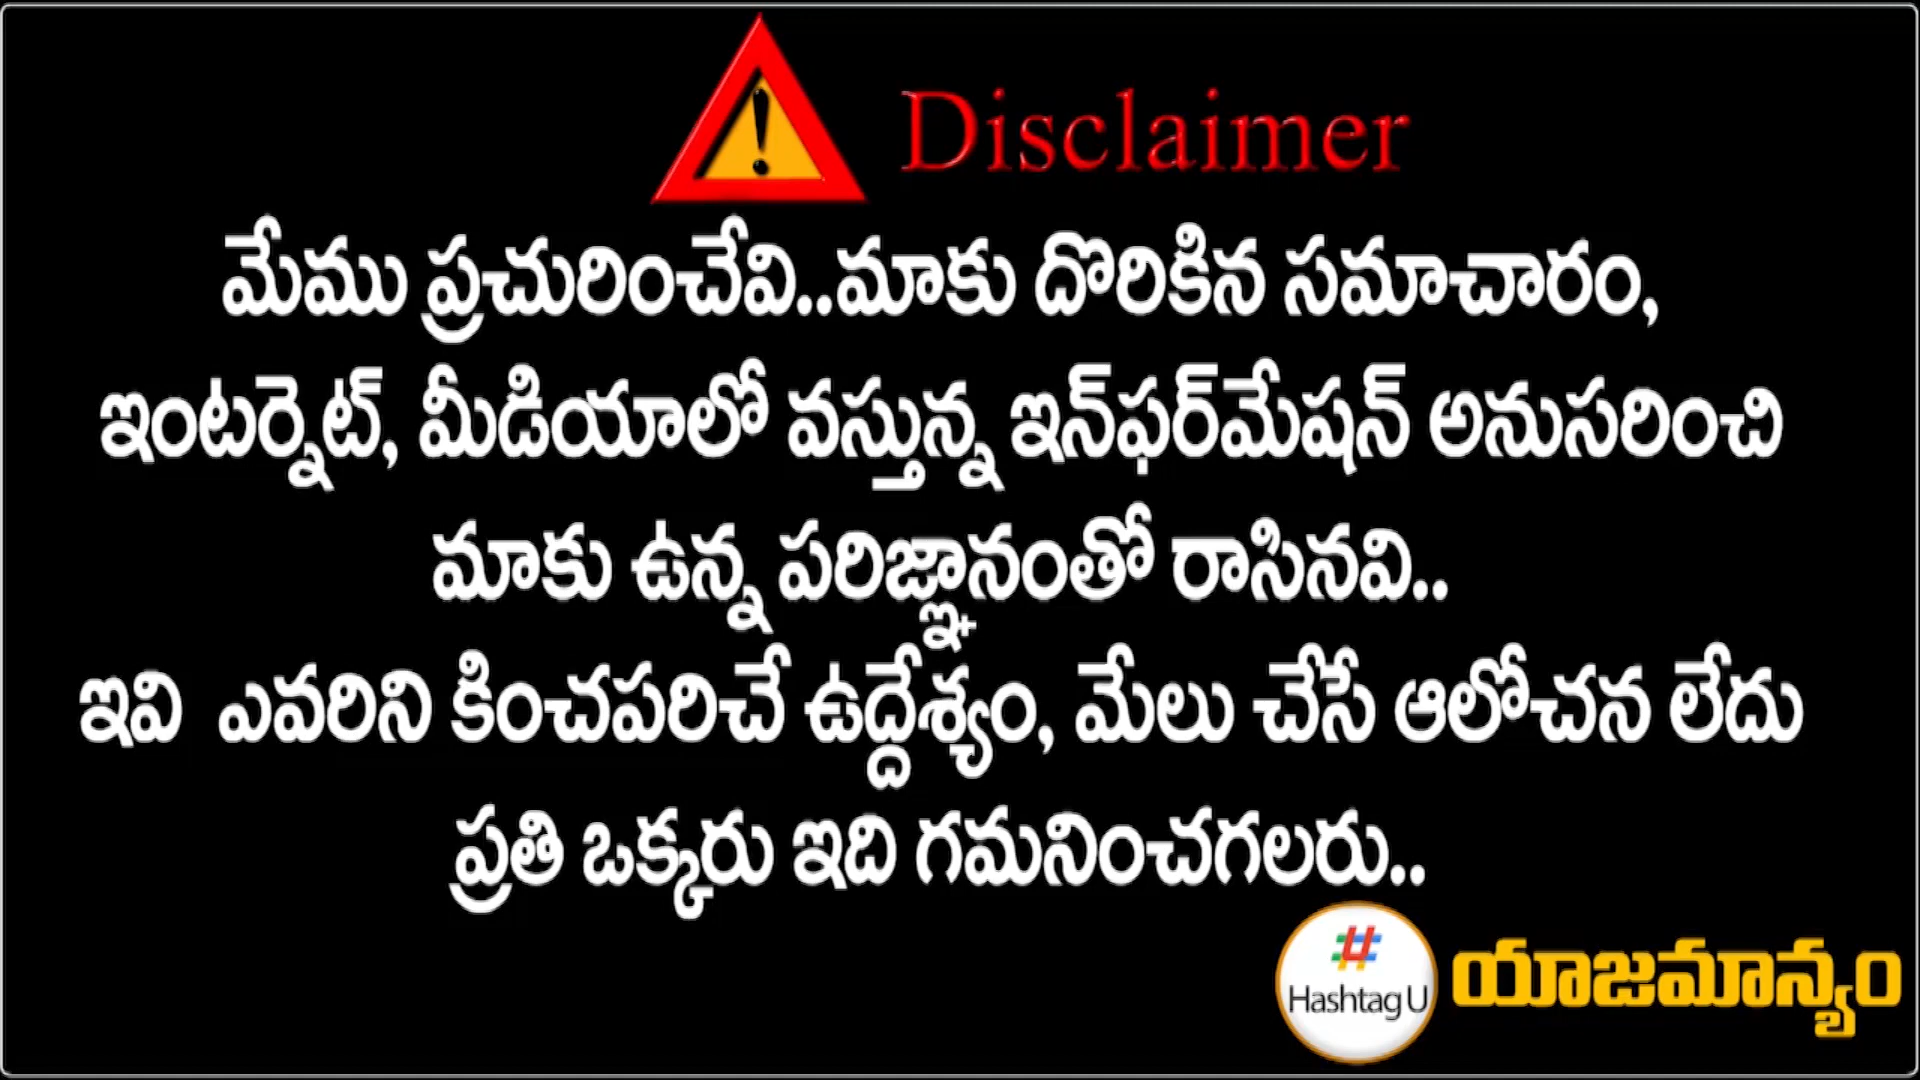 Disclaimer
మేము ప్రచురించేవి..మాకు దొరికిన సమాచారం,
ఇంటర్నెట్, మీడియాలో వస్తున్న ఇన్‌ఫర్‌మేషన్ అనుసరించి
మాకు ఉన్న పరిజ్ఞానంతో రాసినవి..
ఇవి ఎవరిని కించపరిచే ఉద్దేశ్యం, మేలు చేసే ఆలోచన లేదు
ప్రతి ఒక్కరు ఇది గమనించగలరు..
# Hashtag U యాజమాన్యం